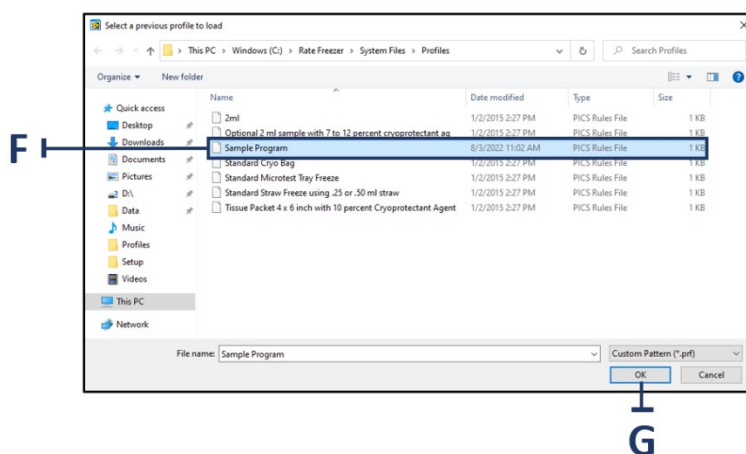 Select a previous profile to load
This PC > Windows (C:) > Rate Freezer > System Files > Profiles
Search Profiles
Organize
New folder
Name
Date modified
Type
Size
Quick access
Desktop
Downloads
Documents
Pictures
D:\
Data
Music
Profiles
Setup
Videos
This PC
Network
2ml 1/2/2015 2:27 PM PICS Rules File 1 KB
Optional 2 ml sample with 7 to 12 percent cryoprotectant ag 1/2/2015 2:27 PM PICS Rules File 1 KB
F
Sample Program 8/3/2022 11:02 AM PICS Rules File 1 KB
Standard Cryo Bag 1/2/2015 2:27 PM PICS Rules File 1 KB
Standard Microtest Tray Freeze 1/2/2015 2:27 PM PICS Rules File 1 KB
Standard Straw Freeze using .25 or .50 ml straw 1/2/2015 2:27 PM PICS Rules File 1 KB
Tissue Packet 4 x 6 inch with 10 percent Cryoprotectant Agent 1/2/2015 2:27 PM PICS Rules File 1 KB
File name: Sample Program
Custom Pattern (*.prf)
OK
Cancel
G